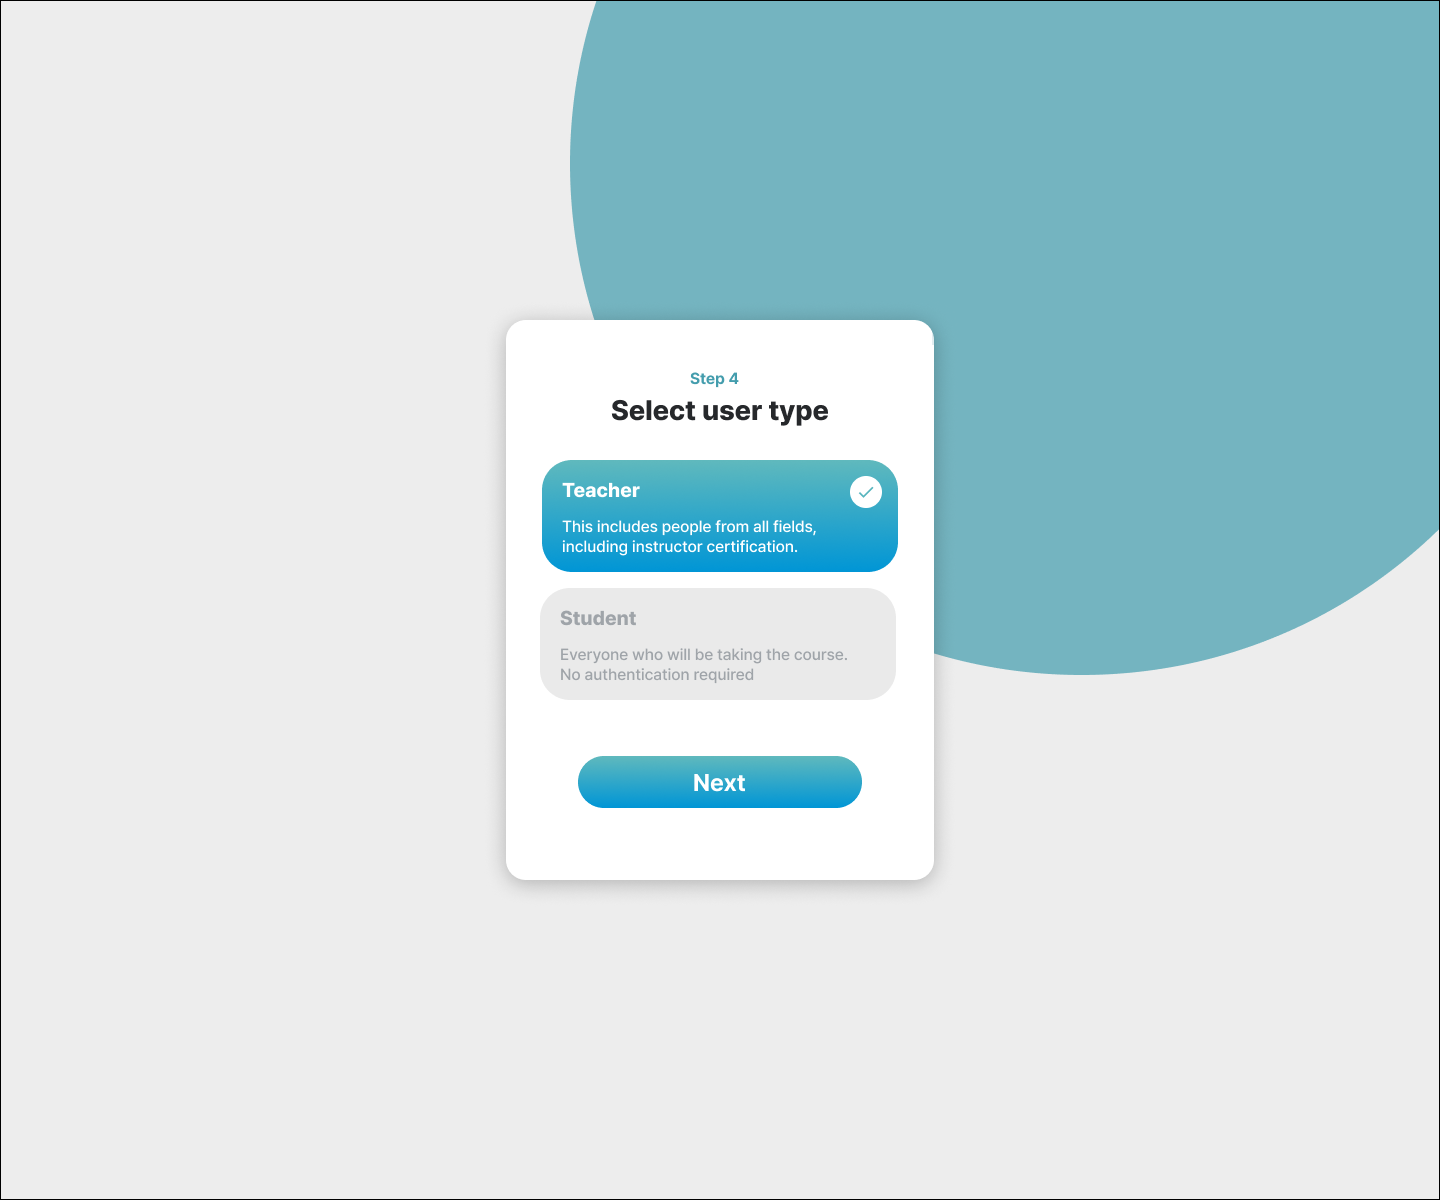 Step 4
Select user type
Teacher
This includes people from all fields,
including instructor certification.
Student
Everyone who will be taking the course.
No authentication required
Next